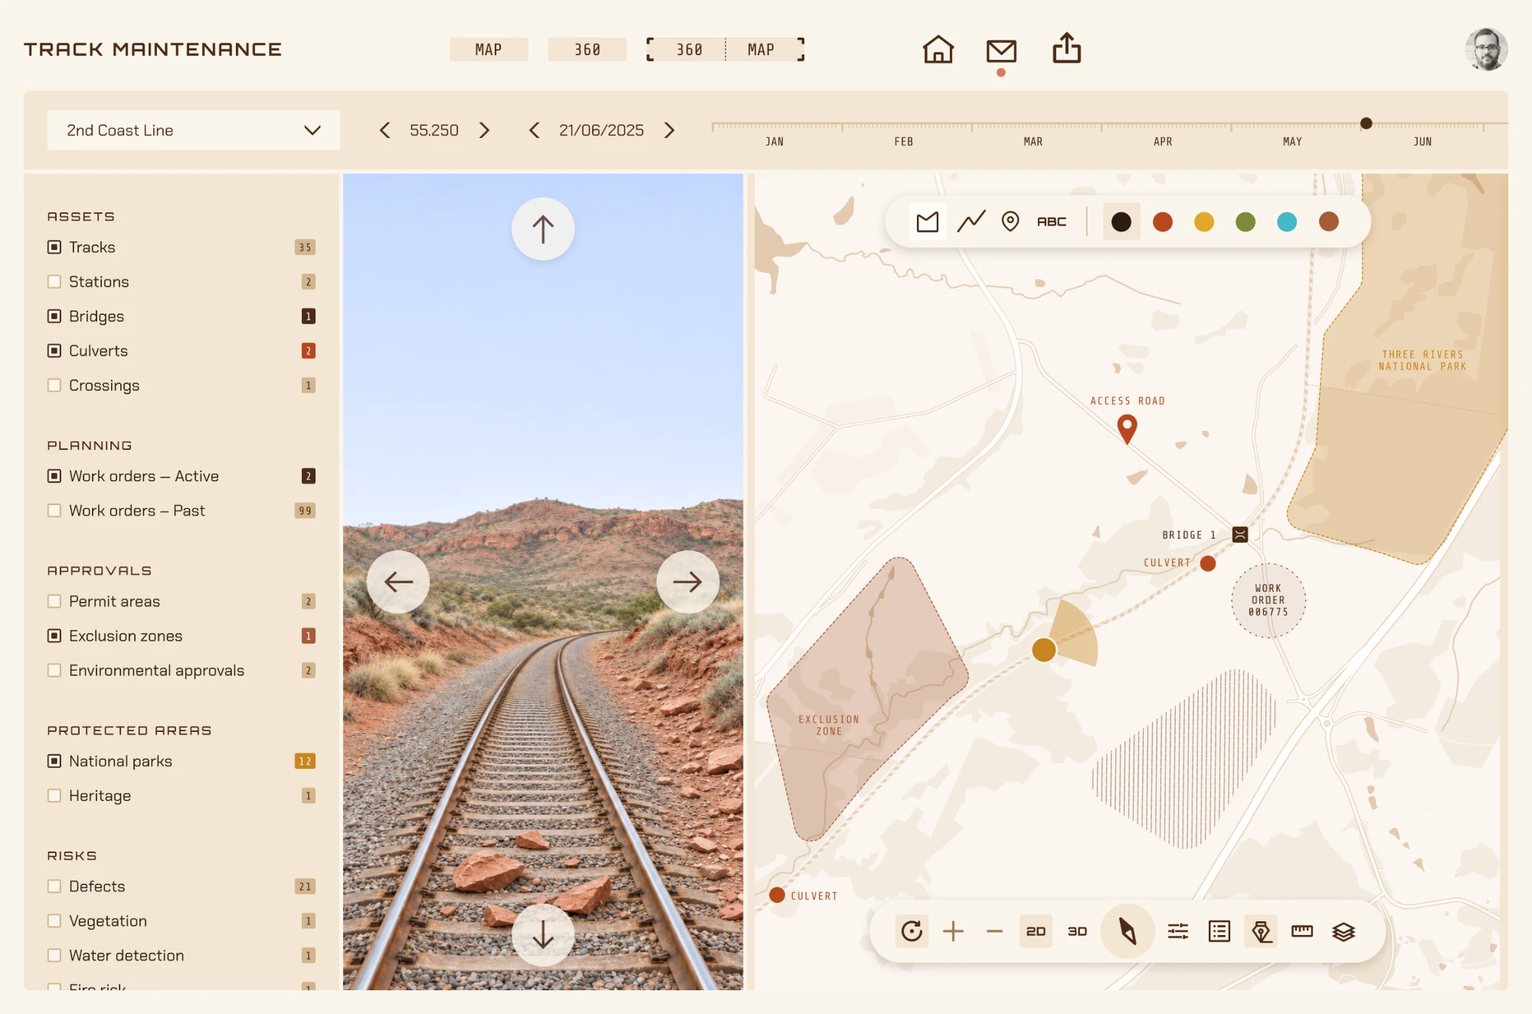 TRACK MAINTENANCE
MAP
360
360 MAP
2nd Coast Line
55.250
21/06/2025
JAN FEB MAR APR MAY JUN
ASSETS
Tracks 35
Stations 2
Bridges 1
Culverts 2
Crossings 1
PLANNING
Work orders – Active 2
Work orders – Past 99
APPROVALS
Permit areas 2
Exclusion zones 1
Environmental approvals 2
PROTECTED AREAS
National parks 12
Heritage 1
RISKS
Defects 21
Vegetation 1
Water detection 1
Fire risk 1
ABC
THREE RIVERS
NATIONAL PARK
ACCESS ROAD
BRIDGE 1
CULVERT
WORK
ORDER
006775
EXCLUSION
ZONE
CULVERT
2D
3D